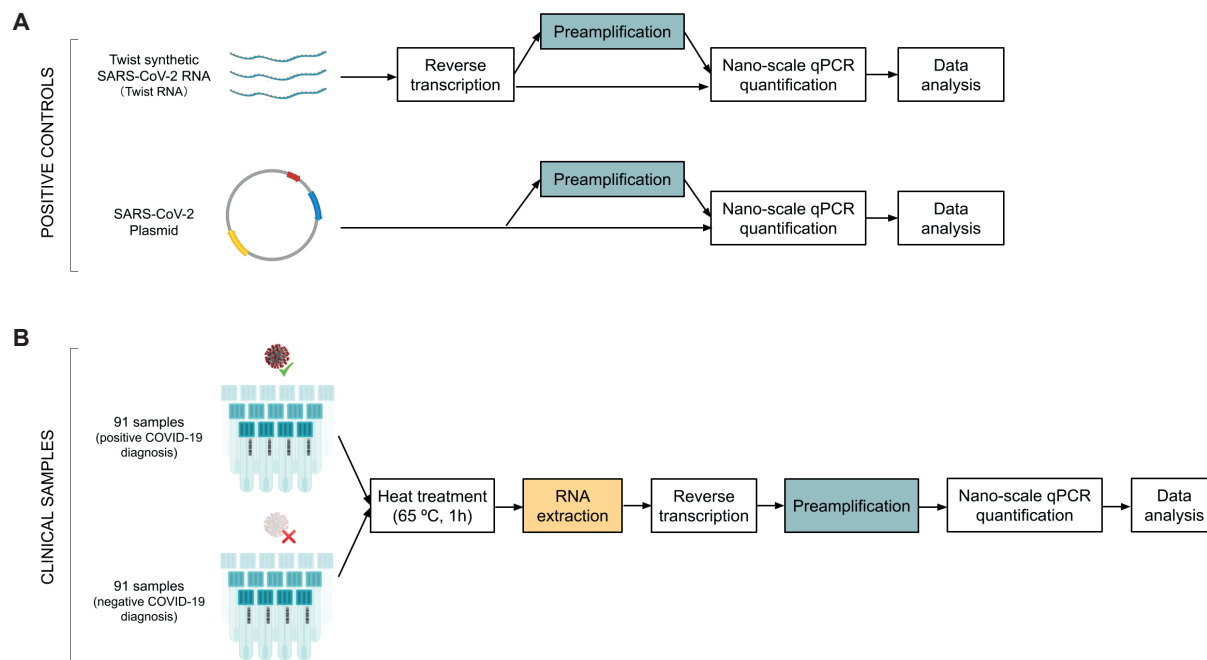 A
POSITIVE CONTROLS
Twist synthetic
SARS-CoV-2 RNA
(Twist RNA)
Reverse
transcription
Preamplification
Nano-scale qPCR
quantification
Data
analysis
SARS-CoV-2
Plasmid
Preamplification
Nano-scale qPCR
quantification
Data
analysis
B
CLINICAL SAMPLES
91 samples
(positive COVID-19
diagnosis)
91 samples
(negative COVID-19
diagnosis)
Heat treatment
(65 ºC, 1h)
RNA
extraction
Reverse
transcription
Preamplification
Nano-scale qPCR
quantification
Data
analysis